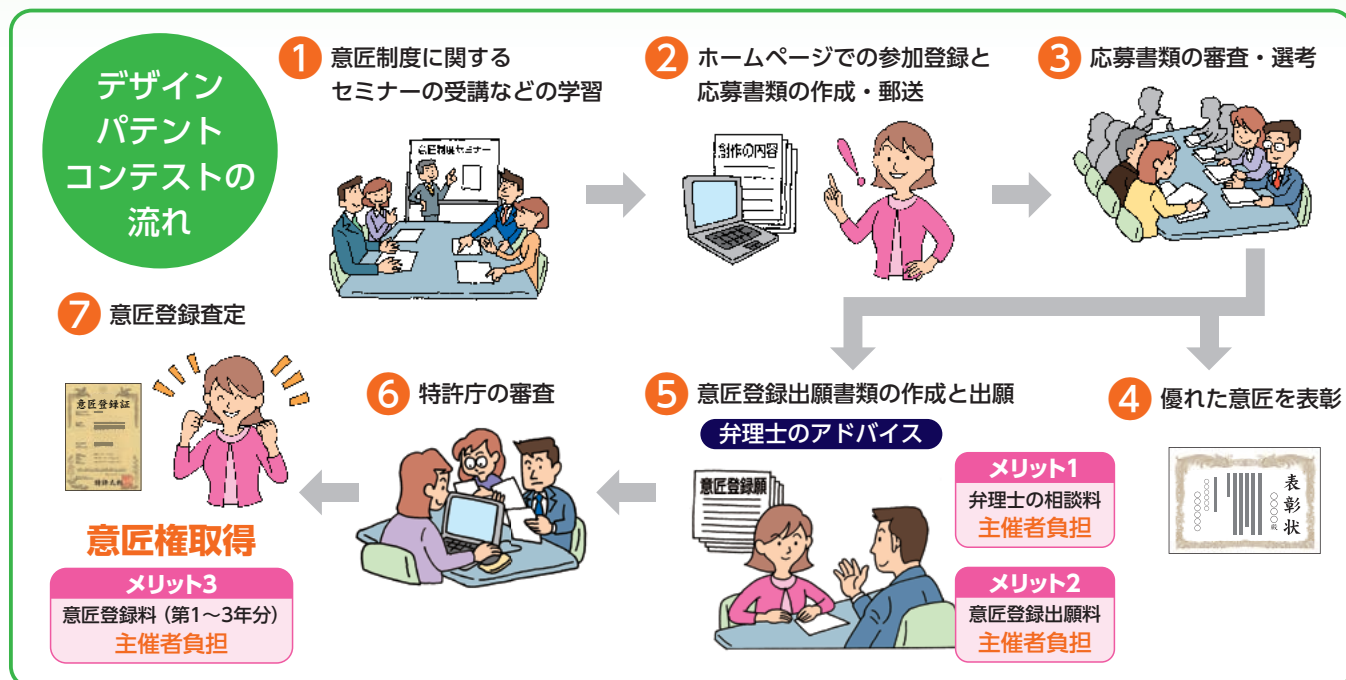 デザイン
パテント
コンテストの
流れ
1 意匠制度に関する
セミナーの受講などの学習
意匠制度セミナー
2 ホームページでの参加登録と
応募書類の作成・郵送
創作の内容
3 応募書類の審査・選考
4 優れた意匠を表彰
表彰状
○○○○殿
5 意匠登録出願書類の作成と出願
弁理士のアドバイス
意匠登録願
メリット1
弁理士の相談料
主催者負担
メリット2
意匠登録出願料
主催者負担
6 特許庁の審査
7 意匠登録査定
意匠登録証
意匠権取得
メリット3
意匠登録料(第1〜3年分)
主催者負担